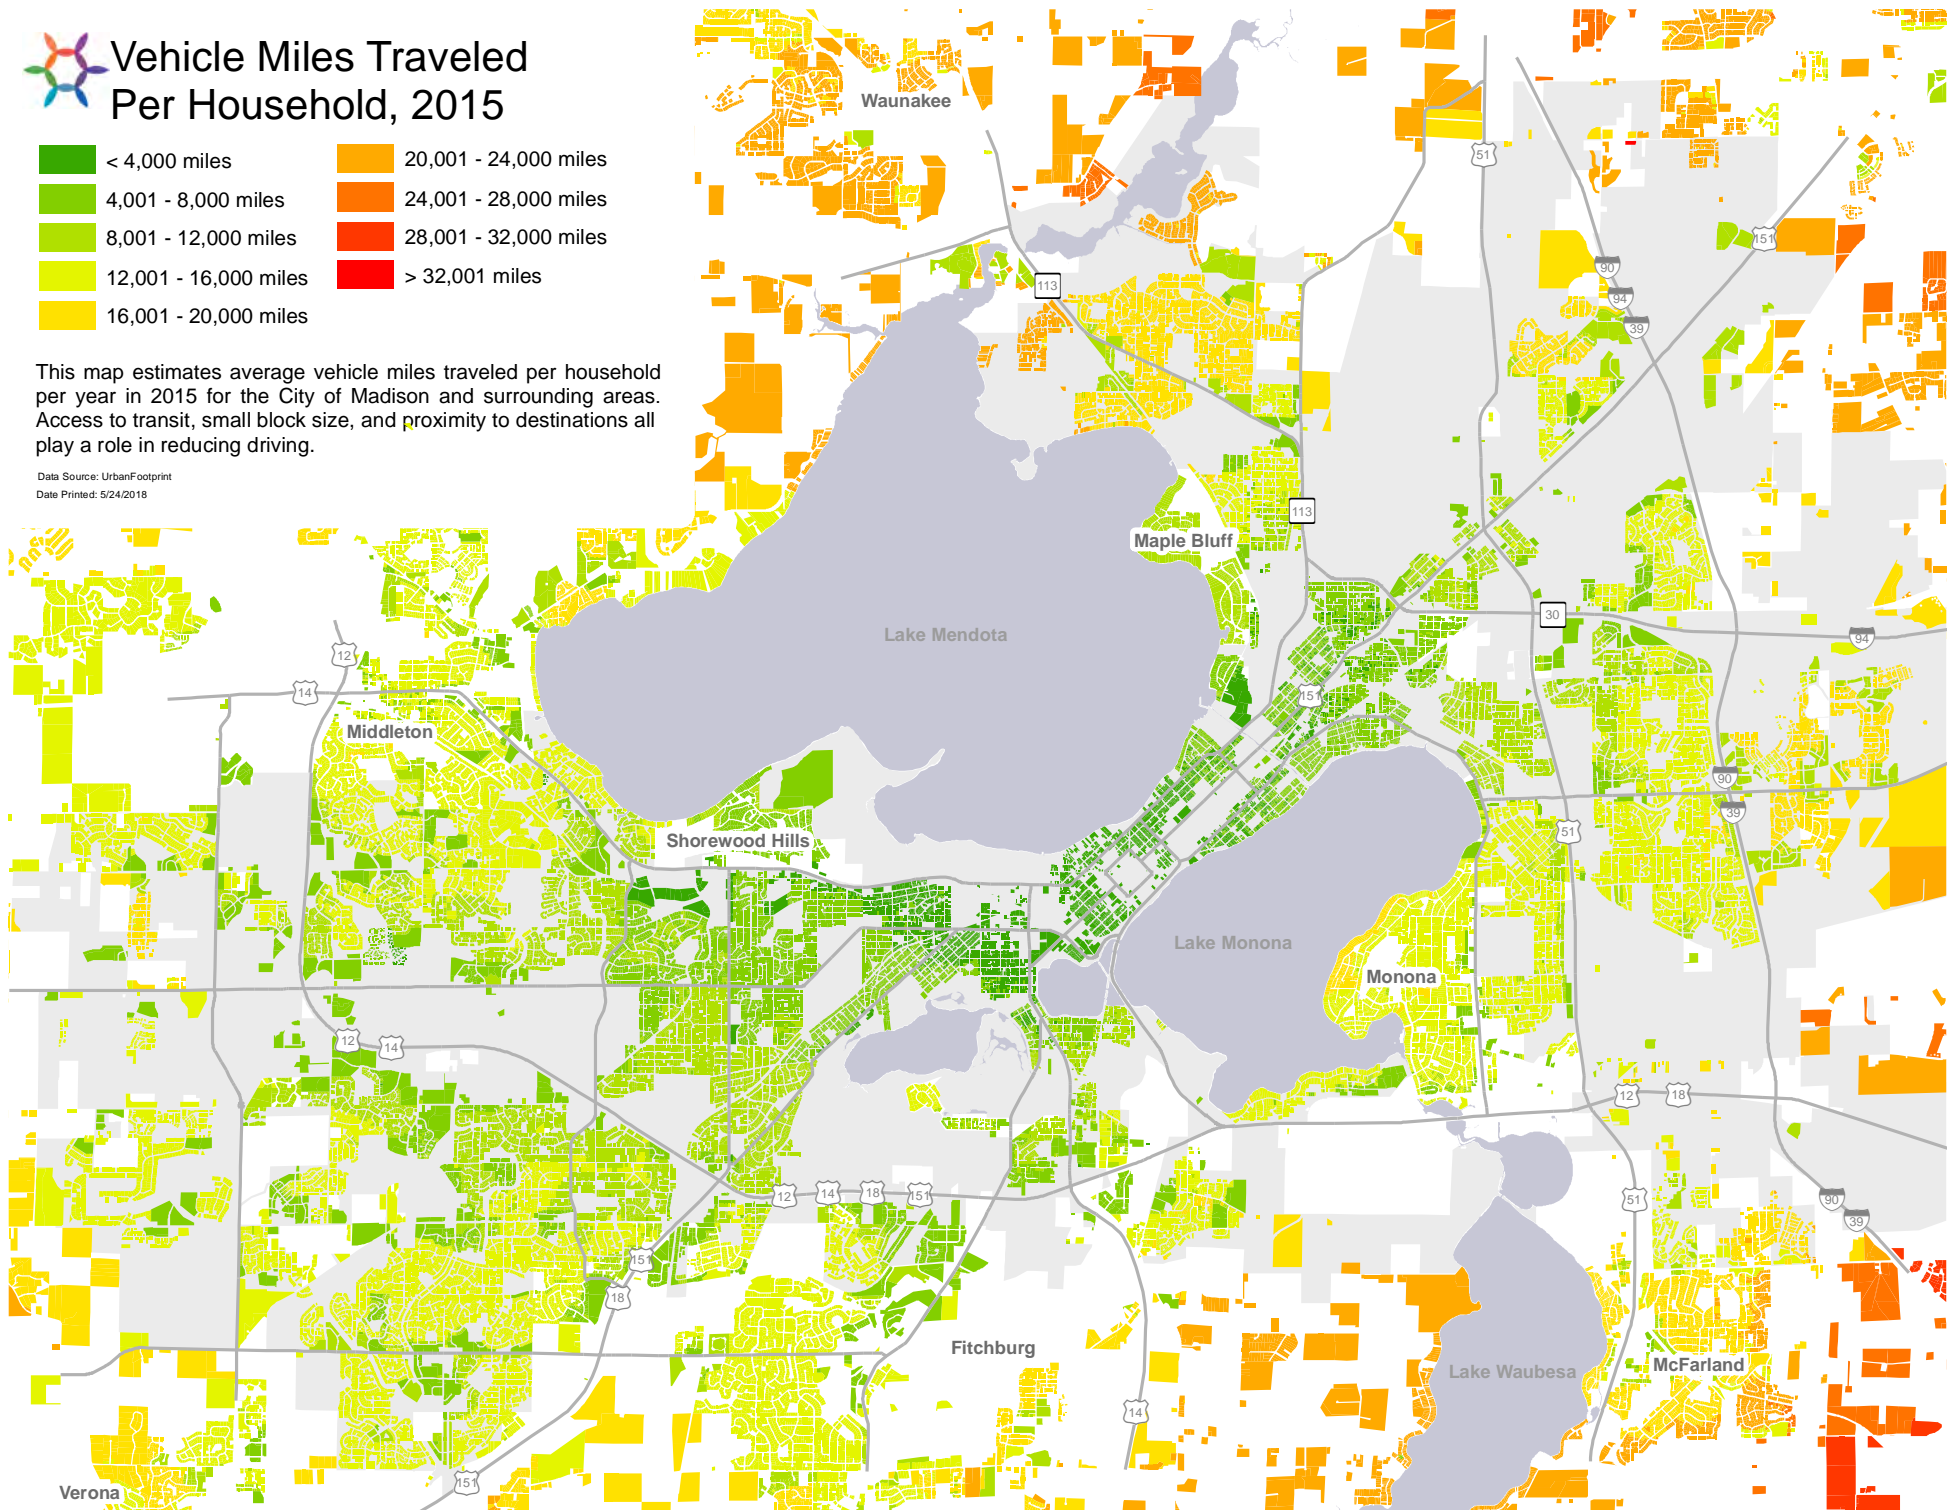 Vehicle Miles Traveled
Per Household, 2015
< 4,000 miles
4,001 - 8,000 miles
8,001 - 12,000 miles
12,001 - 16,000 miles
16,001 - 20,000 miles
20,001 - 24,000 miles
24,001 - 28,000 miles
28,001 - 32,000 miles
> 32,001 miles
This map estimates average vehicle miles traveled per household
per year in 2015 for the City of Madison and surrounding areas.
Access to transit, small block size, and proximity to destinations all
play a role in reducing driving.
Data Source: UrbanFootprint
Date Printed: 5/24/2018
Waunakee
51
151
90
94
39
113
113
Maple Bluff
30
94
Lake Mendota
12
14
151
Middleton
90
39
51
Shorewood Hills
Lake Monona
Monona
12
14
12
18
12
14
18
151
51
90
39
151
18
Fitchburg
Lake Waubesa
McFarland
14
151
Verona